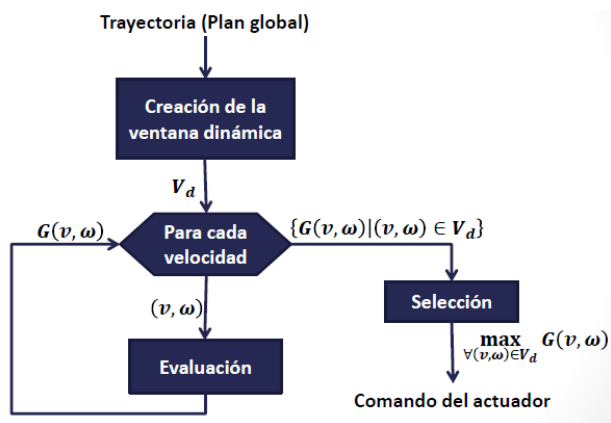 Trayectoria (Plan global)
Creación de la
ventana dinámica
V_d
G(v, ω)
Para cada
velocidad
{G(v, ω)|(v, ω) ∈ V_d}
(v, ω)
Selección
Evaluación
max G(v, ω)
∀(v,ω)∈V_d
Comando del actuador